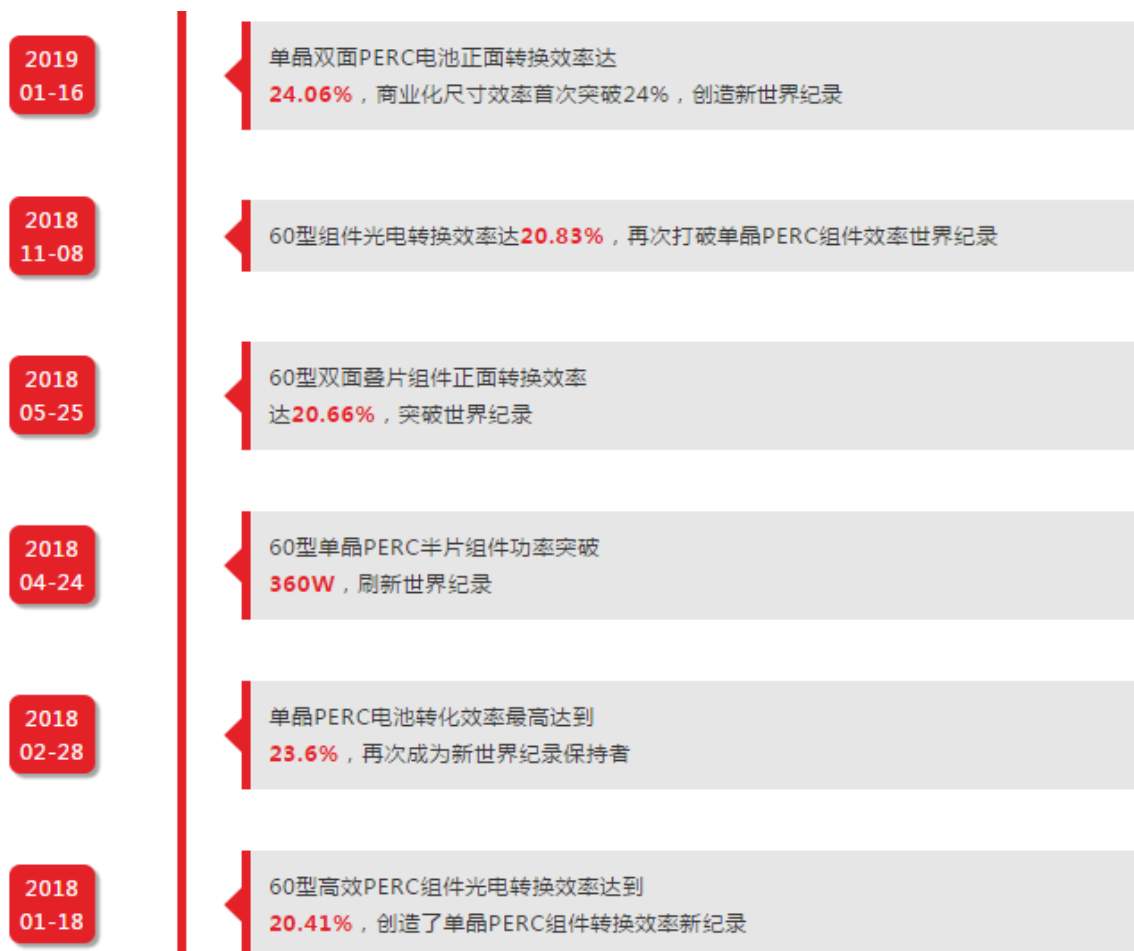 2019
01-16
单晶双面PERC电池正面转换效率达
24.06%，商业化尺寸效率首次突破24%，创造新世界纪录
2018
11-08
60型组件光电转换效率达20.83%，再次打破单晶PERC组件效率世界纪录
2018
05-25
60型双面叠片组件正面转换效率
达20.66%，突破世界纪录
2018
04-24
60型单晶PERC半片组件功率突破
360W，刷新世界纪录
2018
02-28
单晶PERC电池转化效率最高达到
23.6%，再次成为新世界纪录保持者
2018
01-18
60型高效PERC组件光电转换效率达到
20.41%，创造了单晶PERC组件转换效率新纪录